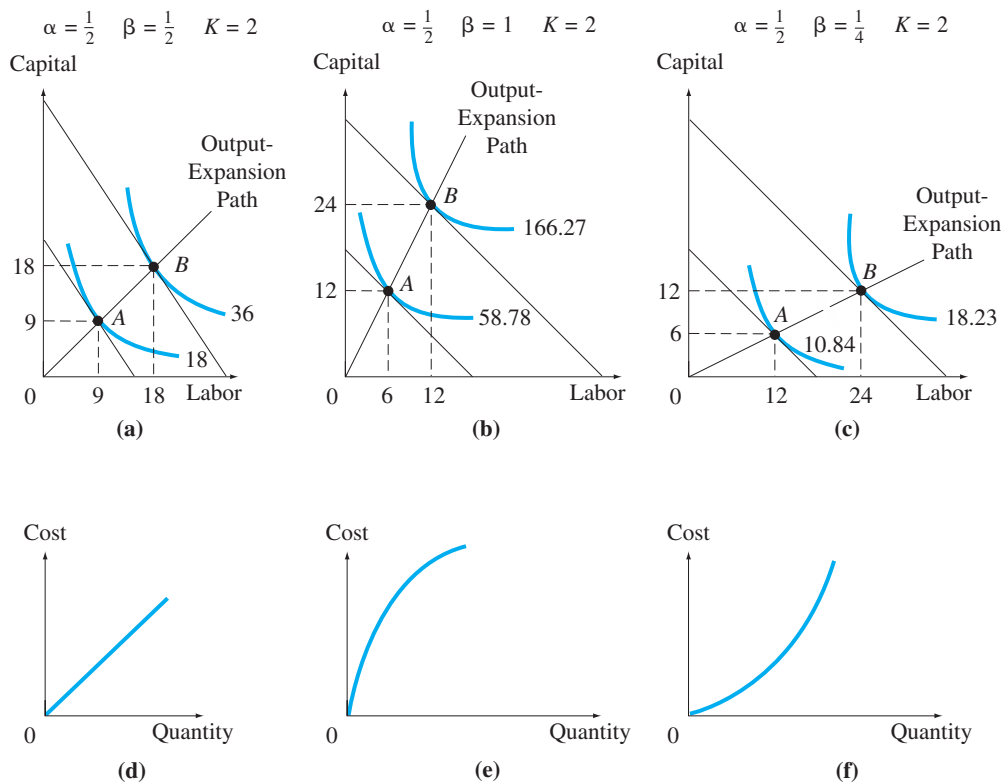 α = 1/2 β = 1/2 K = 2
Capital
Output-
Expansion
Path
18
B
9
A
36
18
0
9
18
Labor
(a)
α = 1/2 β = 1 K = 2
Capital
Output-
Expansion
Path
24
B
166.27
12
A
58.78
0
6
12
Labor
(b)
α = 1/2 β = 1/4 K = 2
Capital
Output-
Expansion
Path
12
B
A
6
10.84
18.23
0
12
24
Labor
(c)
Cost
0
Quantity
(d)
Cost
0
Quantity
(e)
Cost
0
Quantity
(f)